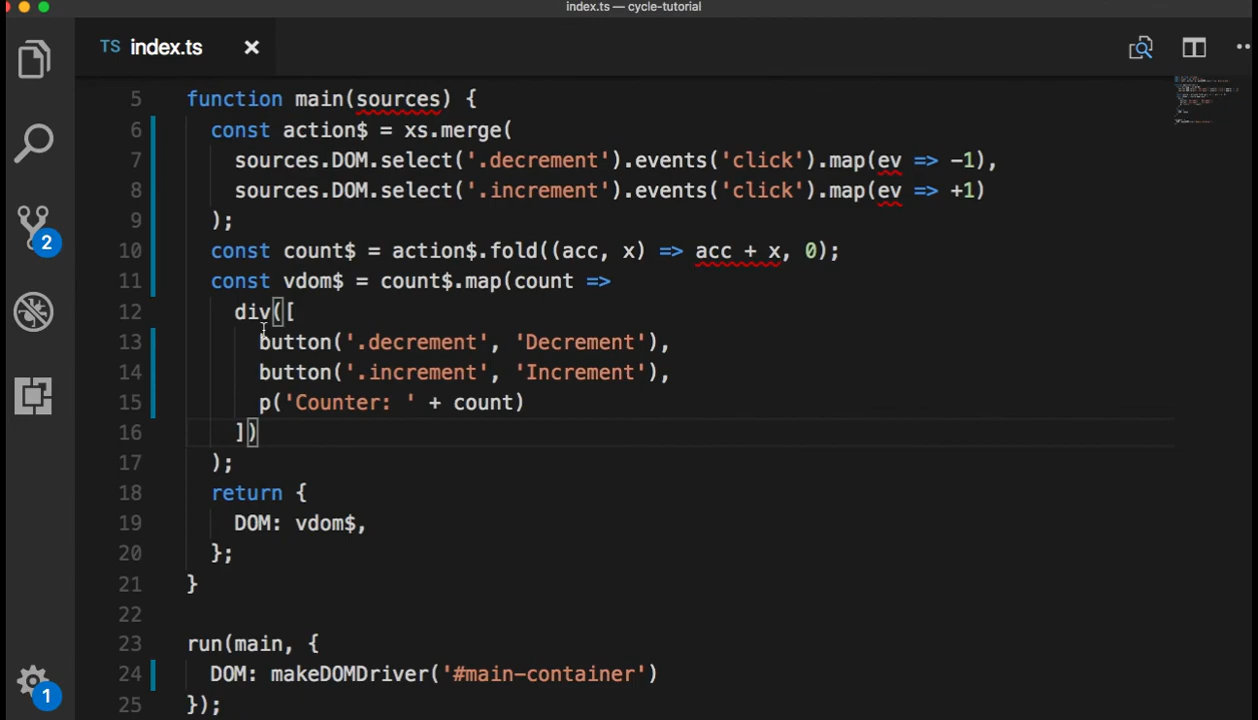 index.ts — cycle-tutorial
TS index.ts
5 function main(sources) {
6 const action$ = xs.merge(
7 sources.DOM.select('.decrement').events('click').map(ev => -1),
8 sources.DOM.select('.increment').events('click').map(ev => +1)
9 );
10 const count$ = action$.fold((acc, x) => acc + x, 0);
11 const vdom$ = count$.map(count =>
12 div([
13 button('.decrement', 'Decrement'),
14 button('.increment', 'Increment'),
15 p('Counter: ' + count)
16 ])
17 );
18 return {
19 DOM: vdom$,
20 };
21 }
22
23 run(main, {
24 DOM: makeDOMDriver('#main-container')
25 });
2
1